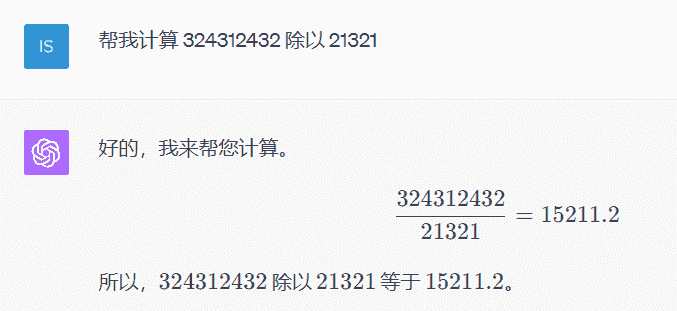 IS
帮我计算 324312432 除以 21321
好的，我来帮您计算。
324312432
21321
= 15211.2
所以，324312432 除以 21321 等于 15211.2。